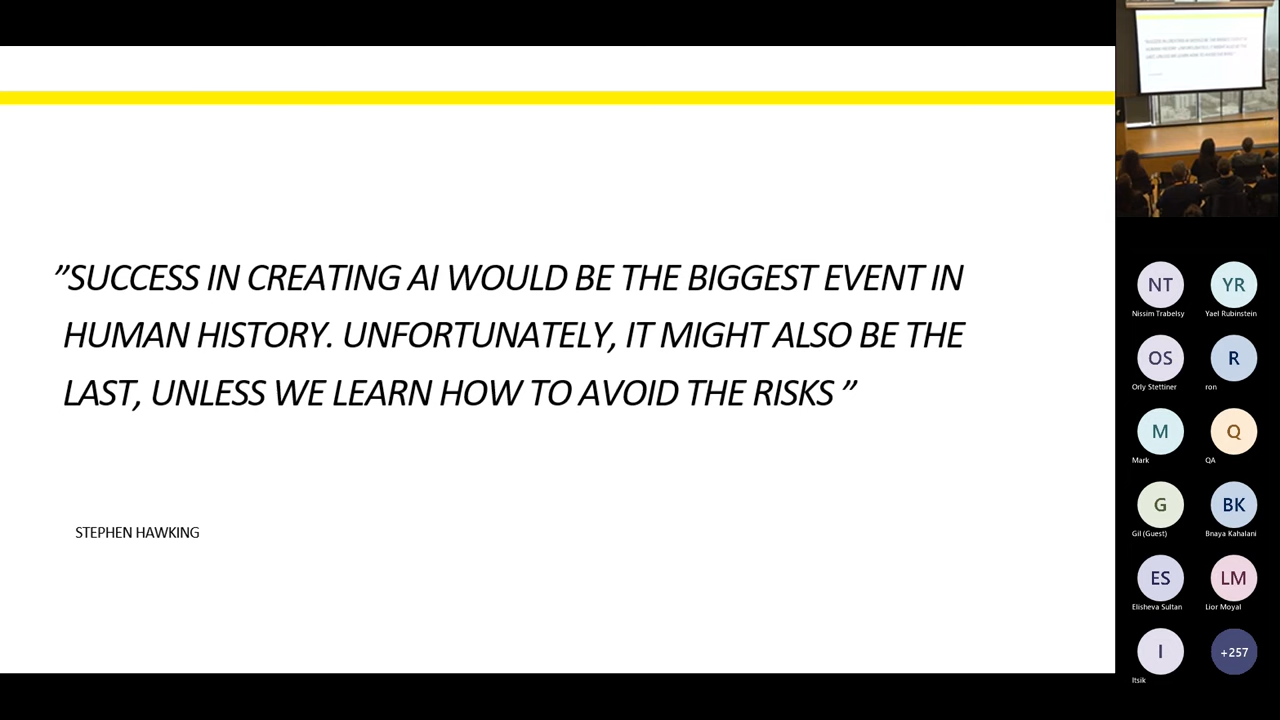 ”SUCCESS IN CREATING AI WOULD BE THE BIGGEST EVENT IN
HUMAN HISTORY. UNFORTUNATELY, IT MIGHT ALSO BE THE
LAST, UNLESS WE LEARN HOW TO AVOID THE RISKS ”
STEPHEN HAWKING
NT
YR
Nissim Trabelsy
Yael Rubinstein
OS
R
Orly Stettiner
ron
M
Q
Mark
QA
G
BK
Gil (Guest)
Bnaya Kahalani
ES
LM
Elisheva Sultan
Lior Moyal
I
+257
Itsik